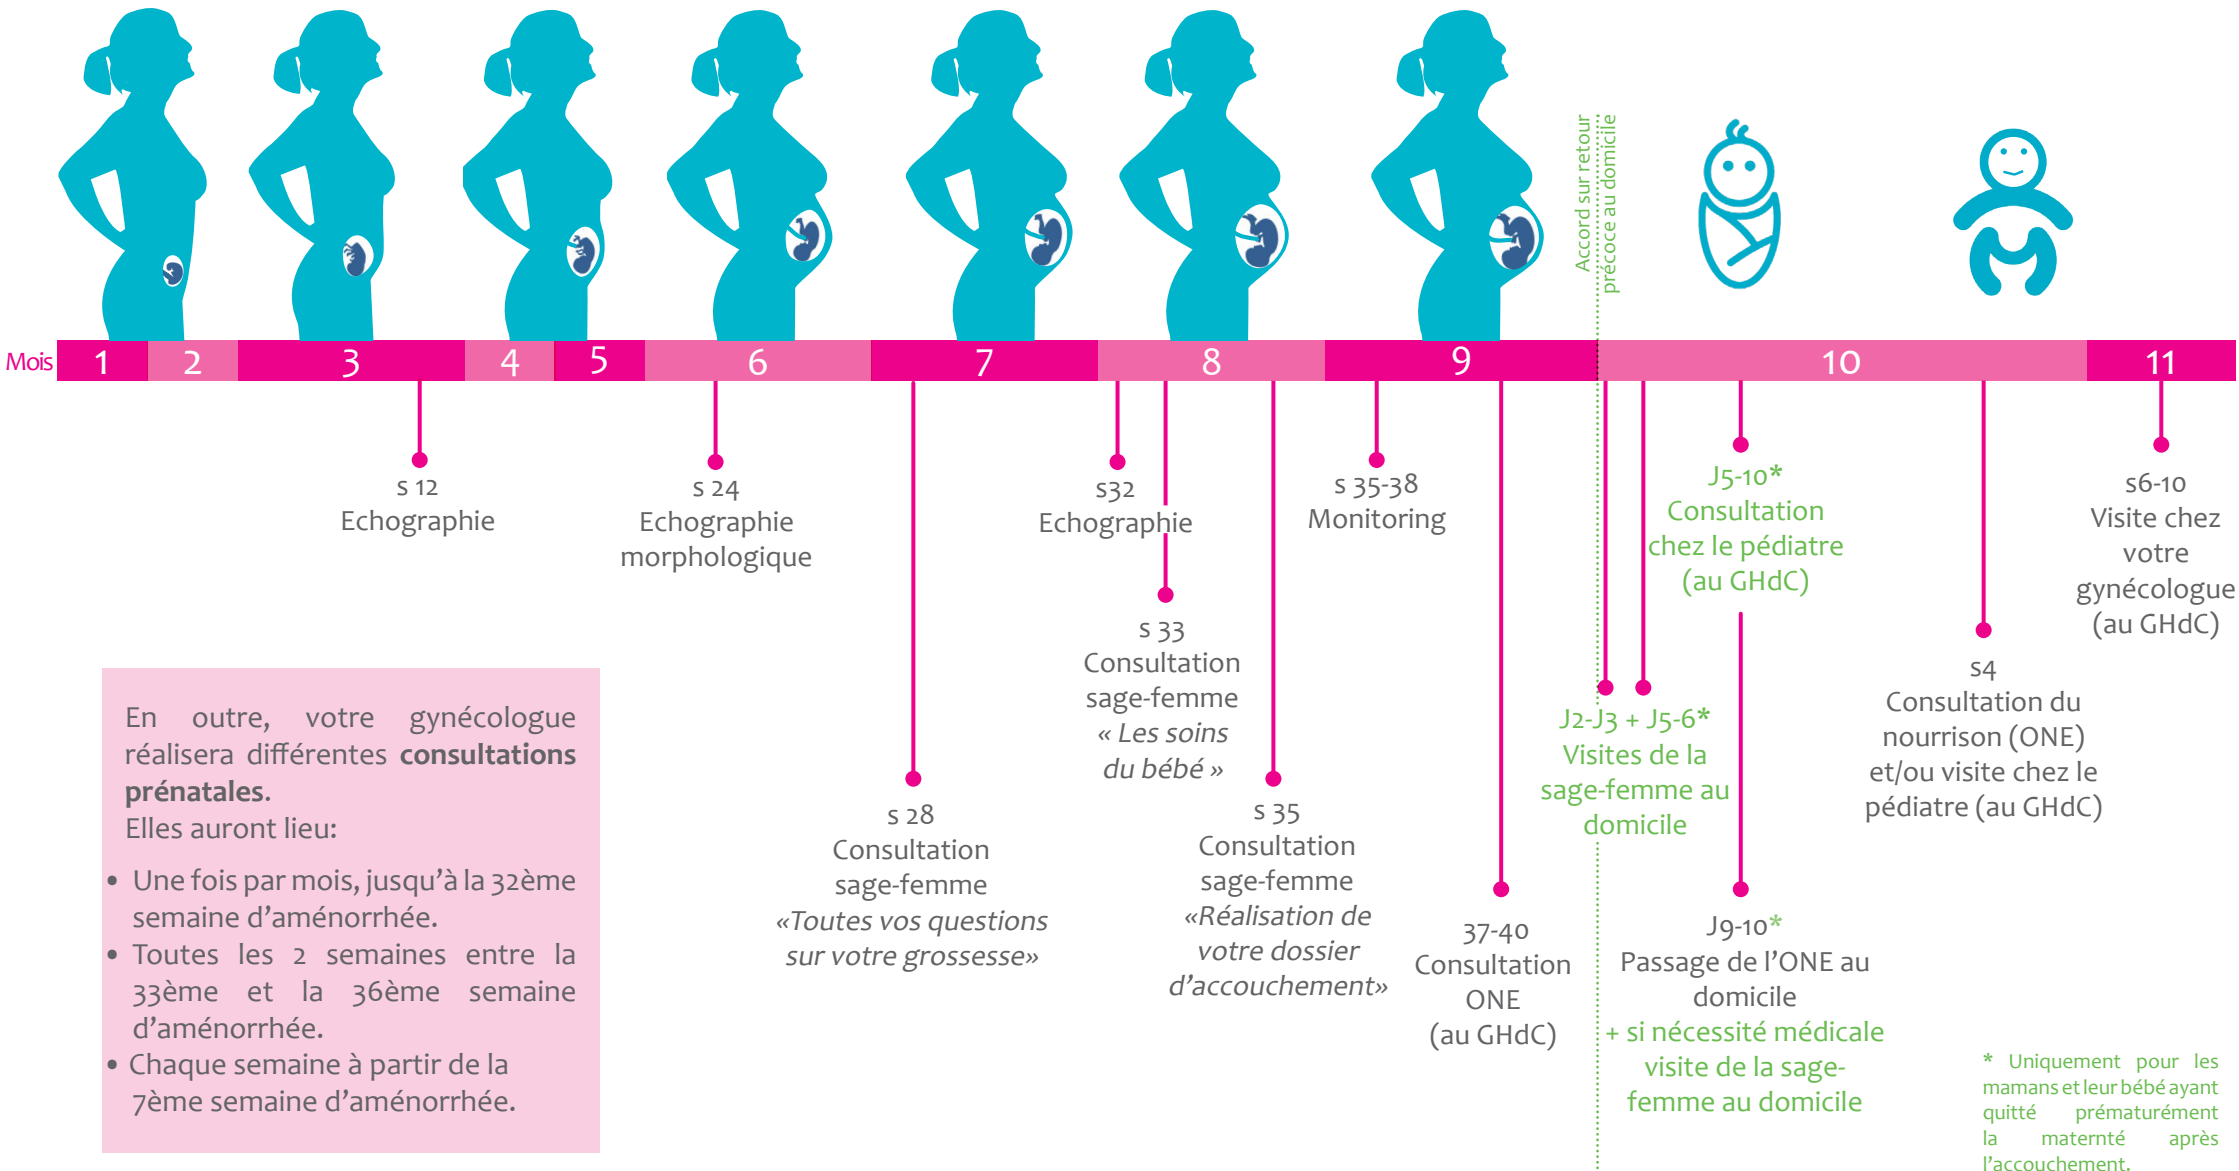 Accord sur retour
précoce au domicile
Mois 1 2 3 4 5 6 7 8 9 10 11
s 12
Echographie
s 24
Echographie
morphologique
s 28
Consultation
sage-femme
«Toutes vos questions
sur votre grossesse»
s32
Echographie
s 33
Consultation
sage-femme
« Les soins
du bébé »
s 35
Consultation
sage-femme
«Réalisation de
votre dossier
d'accouchement»
s 35-38
Monitoring
37-40
Consultation
ONE
(au GHdC)
J2-J3 + J5-6*
Visites de la
sage-femme au
domicile
J5-10*
Consultation
chez le pédiatre
(au GHdC)
J9-10*
Passage de l'ONE au
domicile
+ si nécessité médicale
visite de la sage-
femme au domicile
s4
Consultation du
nourrison (ONE)
et/ou visite chez le
pédiatre (au GHdC)
s6-10
Visite chez
votre
gynécologue
(au GHdC)
En outre, votre gynécologue
réalisera différentes consultations
prénatales.
Elles auront lieu:
• Une fois par mois, jusqu'à la 32ème
semaine d'aménorrhée.
• Toutes les 2 semaines entre la
33ème et la 36ème semaine
d'aménorrhée.
• Chaque semaine à partir de la
7ème semaine d'aménorrhée.
* Uniquement pour les
mamans et leur bébé ayant
quitté prématurément
la maternté après
l'accouchement.